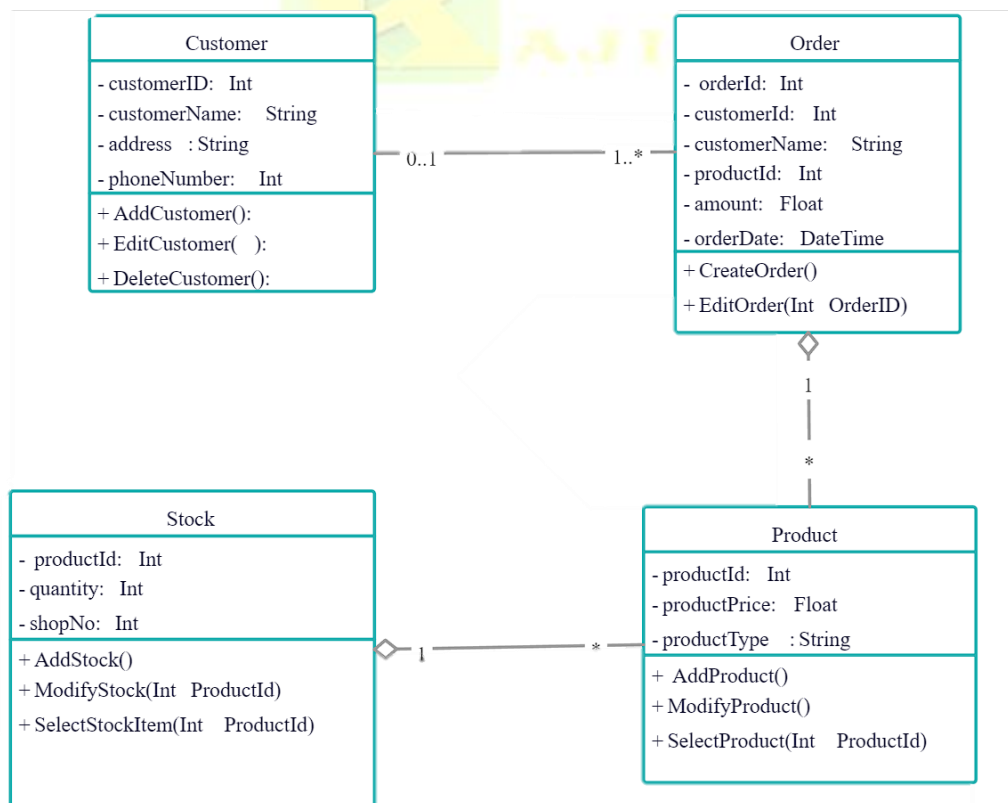 Customer
- customerID: Int
- customerName: String
- address : String
- phoneNumber: Int
+ AddCustomer():
+ EditCustomer( ):
+ DeleteCustomer():
0..1
1..*
Order
- orderId: Int
- customerId: Int
- customerName: String
- productId: Int
- amount: Float
- orderDate: DateTime
+ CreateOrder()
+ EditOrder(Int OrderID)
1
*
Stock
- productId: Int
- quantity: Int
- shopNo: Int
+ AddStock()
+ ModifyStock(Int ProductId)
+ SelectStockItem(Int ProductId)
1
*
Product
- productId: Int
- productPrice: Float
- productType : String
+ AddProduct()
+ ModifyProduct()
+ SelectProduct(Int ProductId)